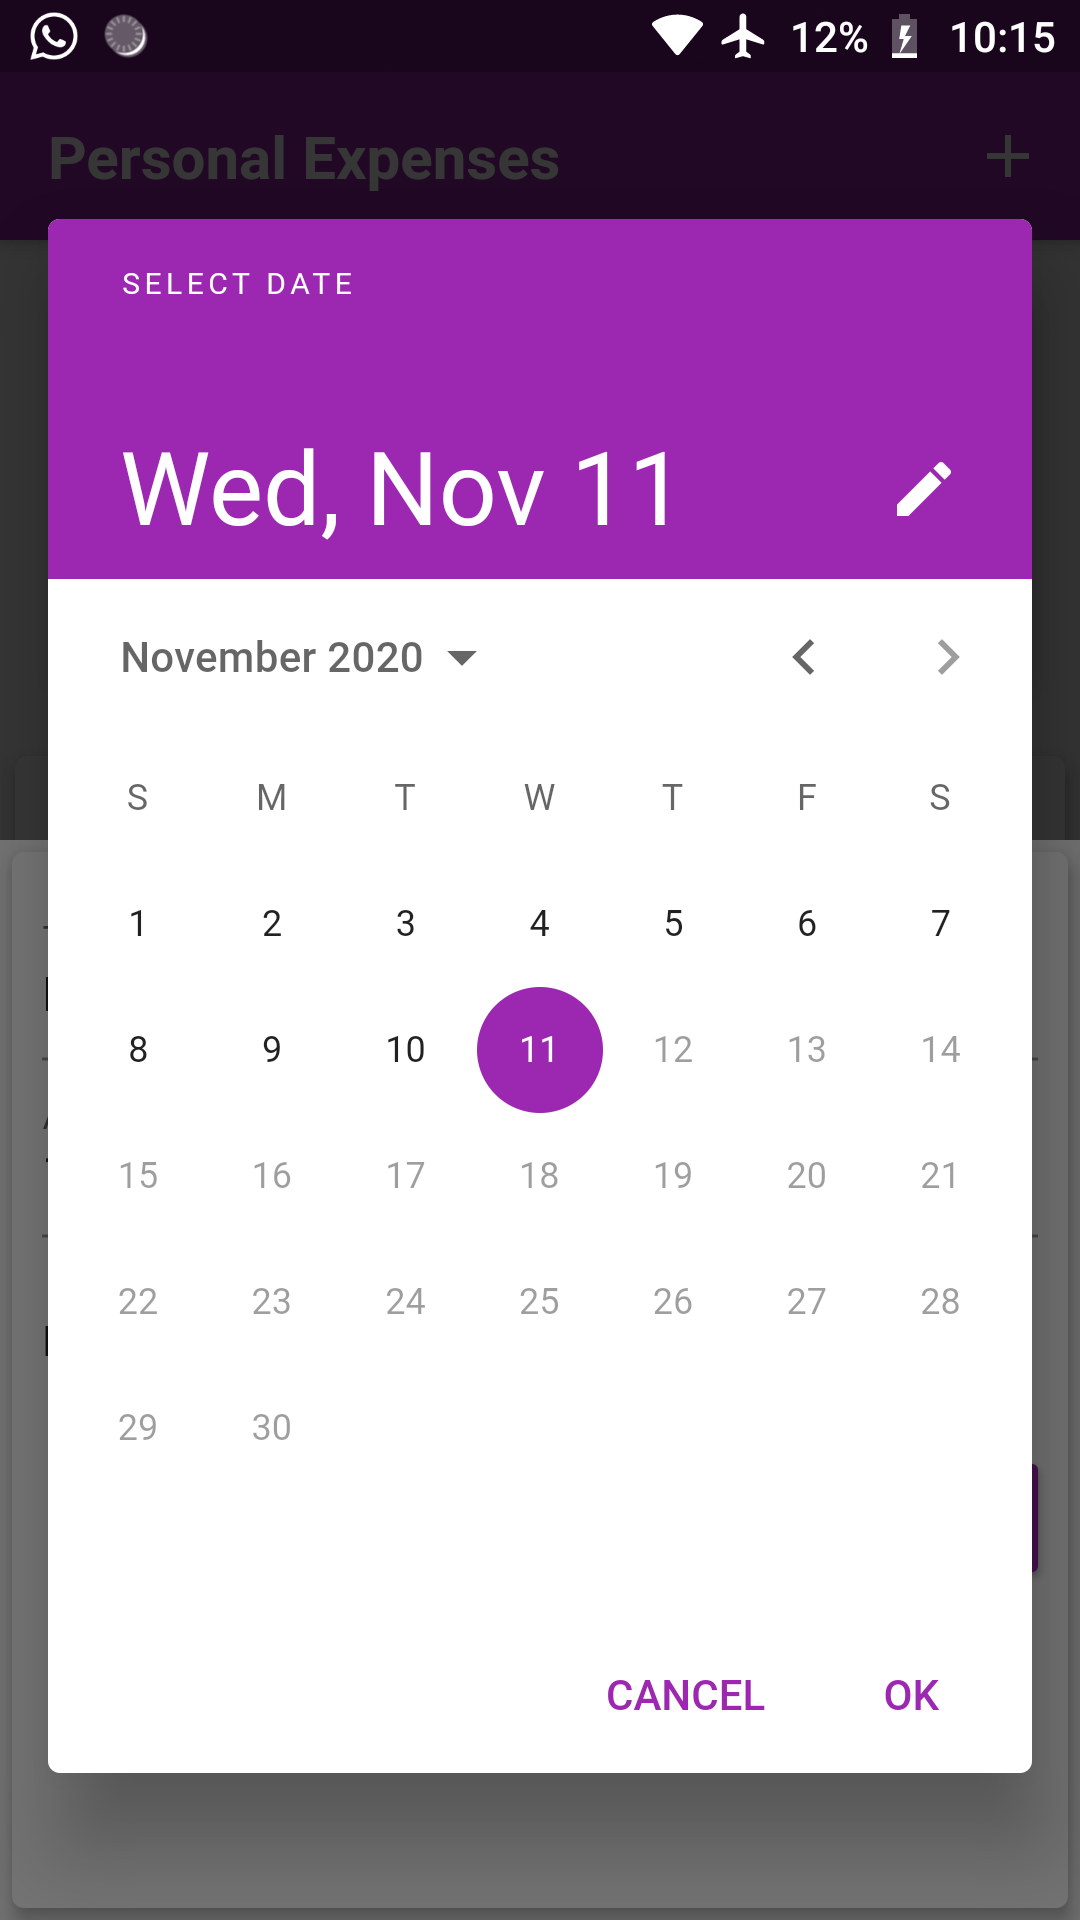 12% 10:15
Personal Expenses
SELECT DATE
Wed, Nov 11
November 2020
S M T W T F S
1 2 3 4 5 6 7
8 9 10 11 12 13 14
15 16 17 18 19 20 21
22 23 24 25 26 27 28
29 30
CANCEL OK